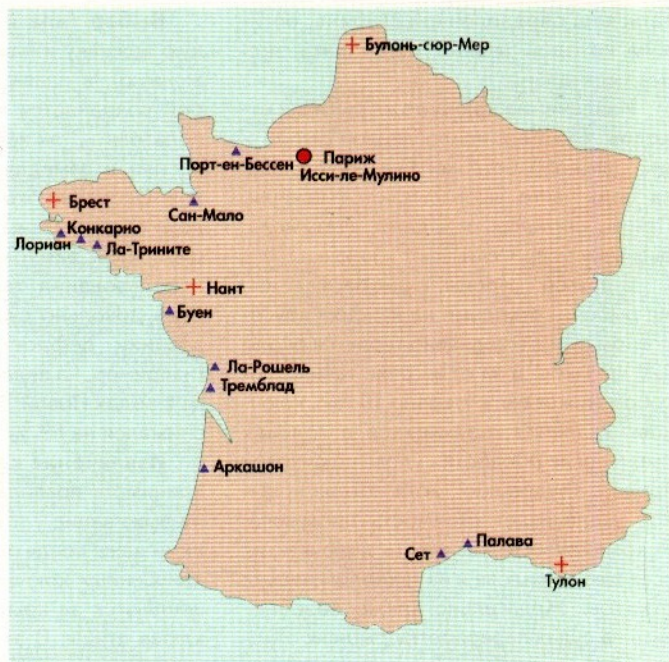 Булонь-сюр-Мер
Порт-ен-Бессен
Париж
Исси-ле-Мулино
Брест
Сан-Мало
Конкарно
Лориан
Ла-Трините
Нант
Буен
Ла-Рошель
Тремблад
Аркашон
Палава
Сет
Тулон